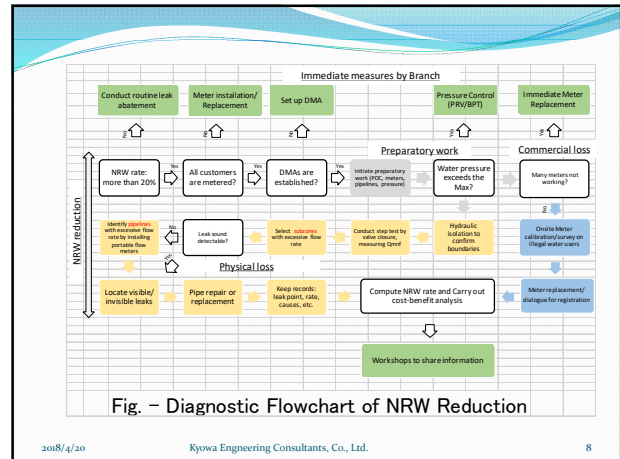 Immediate measures by Branch
Conduct routine leak
abatement
Meter installation/
Replacement
Set up DMA
Pressure Control
(PRV/BPT)
Immediate Meter
Replacement
No
No
No
Yes
Yes
Preparatory work
Commercial loss
NRW reduction
NRW rate:
more than 20%
Yes
All customers
are metered?
Yes
DMAs are
established?
Yes
Initiate preparatory
work (POC, meters,
pipelines, pressure)
Water pressure
exceeds the
Max?
Many meters not
working?
No
Identify pipelines
with excessive flow
rate by installing
portable flow
meters
No
Leak sound
detectable?
Select subzones
with excessive flow
rate
Conduct step test by
valve closure,
measuring Qmnf
Hydraulic
isolation to
confirm
boundaries
Onsite Meter
calibration/survey on
illegal water users
Yes
Physical loss
Locate visible/
invisible leaks
Pipe repair or
replacement
Keep records:
leak point, rate,
causes, etc.
Compute NRW rate and Carry out
cost-benefit analysis
Meter replacement/
dialogue for registration
Workshops to share information
Fig. - Diagnostic Flowchart of NRW Reduction
2018/4/20
Kyowa Engneering Consultants, Co., Ltd.
8